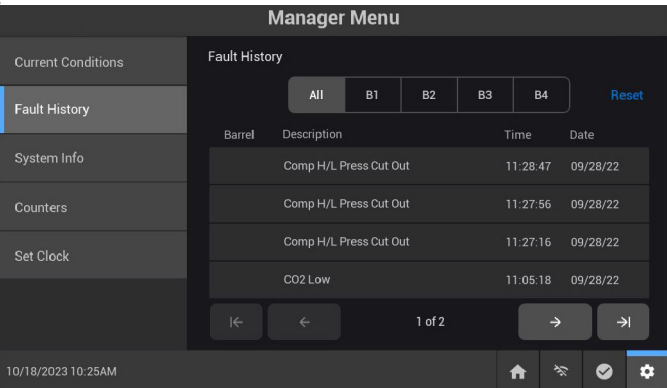 Manager Menu
Current Conditions
Fault History
System Info
Counters
Set Clock
Fault History
All B1 B2 B3 B4 Reset
Barrel Description Time Date
Comp H/L Press Cut Out 11:28:47 09/28/22
Comp H/L Press Cut Out 11:27:56 09/28/22
Comp H/L Press Cut Out 11:27:16 09/28/22
CO2 Low 11:05:18 09/28/22
1 of 2
10/18/2023 10:25AM